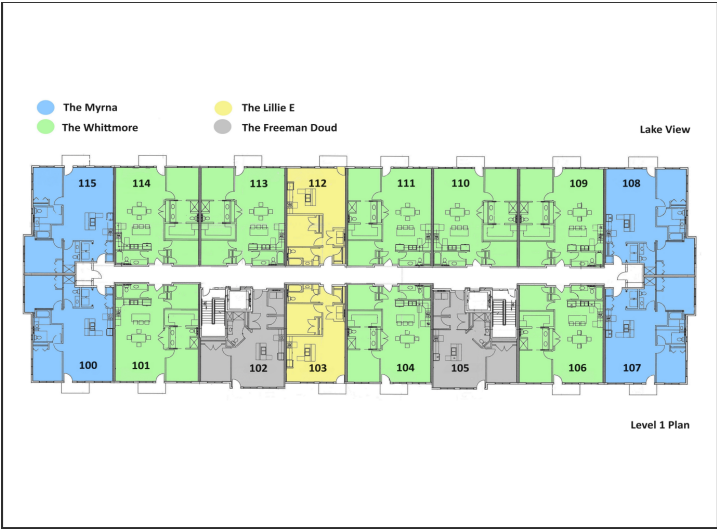 The Myrna The Lillie E
The Whittmore The Freeman Doud
Lake View
115 114 113 112 111 110 109 108
100 101 102 103 104 105 106 107
Level 1 Plan